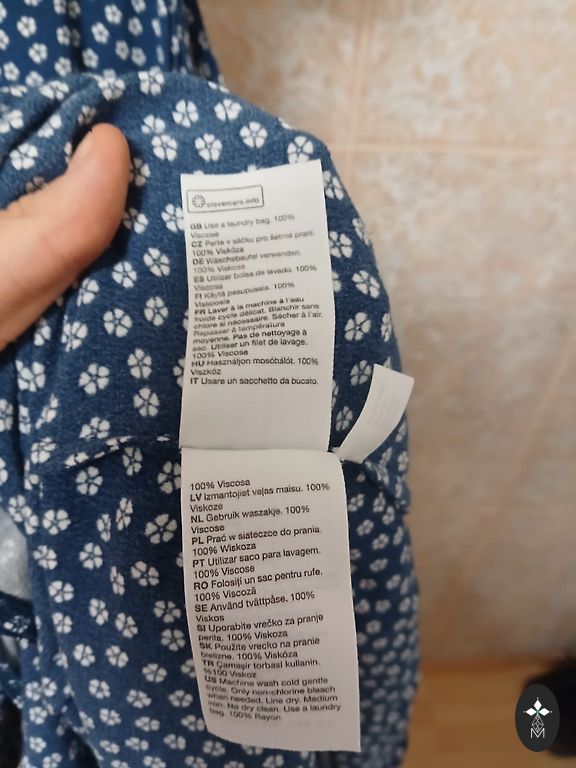 clevercare.info
GB Use a laundry bag. 100%
Viscose
CZ Perte v sáčku pro šetrné praní.
100% Viskóza
DE Wäschebeutel verwenden.
100% Viskose
ES Utilizar bolsa de lavado. 100%
Viscosa
FI Käytä pesupussia. 100%
Viskoosia
FR Laver à la machine à l'eau
froide cycle délicat. Blanchir sans
chlore si nécessaire. Sécher à l'air.
Repasser à température
moyenne. Pas de nettoyage à
sec. Utiliser un filet de lavage.
100% Viscose
HU Használjon mosóbálót. 100%
Viszkóz
IT Usare un sacchetto da bucato.
100% Viscosa
LV Izmantojiet veļas maisu. 100%
Viskoze
NL Gebruik waszakje. 100%
Viscose
PL Prać w siateczce do prania.
100% Wiskoza
PT Utilizar saco para lavagem.
100% Viscose
RO Folosiți un sac pentru rufe.
100% Viscoză
SE Använd tvättpåse. 100%
Viskos
SI Uporabite vrečko za pranje
perila. 100% Viskoza
SK Použite vrecko na pranie
bielizne. 100% Viskóza
TR Çamaşır torbası kullanin.
%100 Viskoz
US Machine wash cold gentle
cycle. Only non-chlorine bleach
when needed. Line dry. Medium
iron. No dry clean. Use a laundry
bag. 100% Rayon